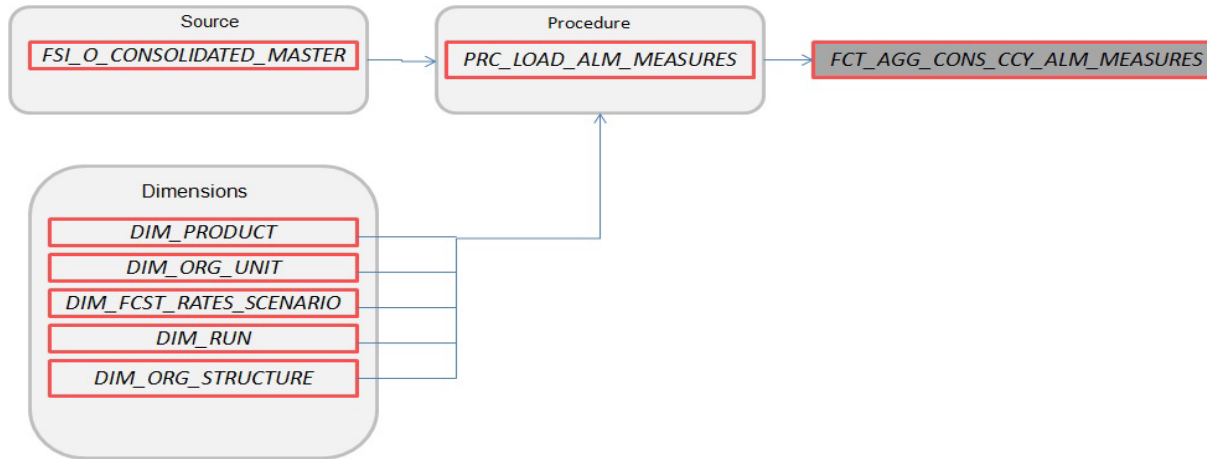 Source
FSI_O_CONSOLIDATED_MASTER
Procedure
PRC_LOAD_ALM_MEASURES
FCT_AGG_CONS_CCY_ALM_MEASURES
Dimensions
DIM_PRODUCT
DIM_ORG_UNIT
DIM_FCST_RATES_SCENARIO
DIM_RUN
DIM_ORG_STRUCTURE